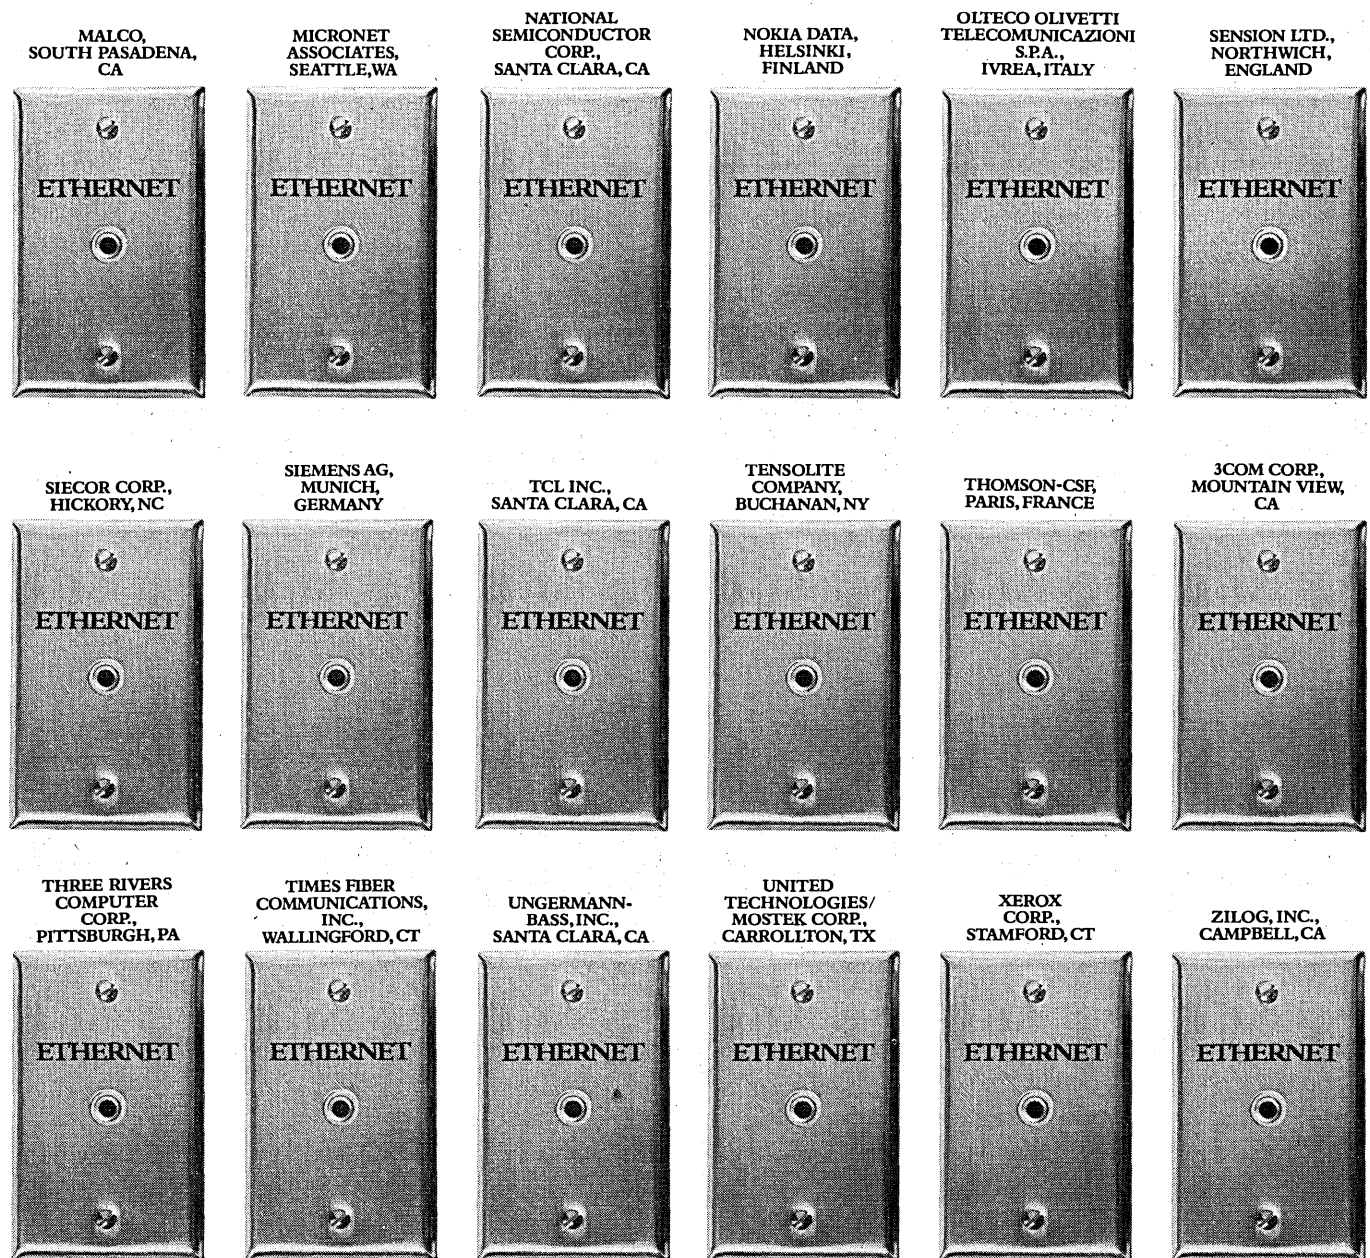 MALCO,
SOUTH PASADENA,
CA
MICRONET
ASSOCIATES,
SEATTLE, WA
NATIONAL
SEMICONDUCTOR
CORP.,
SANTA CLARA, CA
NOKIA DATA,
HELSINKI,
FINLAND
OLTECO OLIVETTI
TELECOMUNICAZIONI
S.P.A.,
IVREA, ITALY
SENSION LTD.,
NORTHWICH,
ENGLAND
ETHERNET
ETHERNET
ETHERNET
ETHERNET
ETHERNET
ETHERNET
SIECOR CORP.,
HICKORY, NC
SIEMENS AG,
MUNICH,
GERMANY
TCL INC.,
SANTA CLARA, CA
TENSOLITE
COMPANY,
BUCHANAN, NY
THOMSON-CSF,
PARIS, FRANCE
3COM CORP.,
MOUNTAIN VIEW,
CA
ETHERNET
ETHERNET
ETHERNET
ETHERNET
ETHERNET
ETHERNET
THREE RIVERS
COMPUTER
CORP.,
PITTSBURGH, PA
TIMES FIBER
COMMUNICATIONS,
INC.,
WALLINGFORD, CT
UNGERMANN-
BASS, INC.,
SANTA CLARA, CA
UNITED
TECHNOLOGIES/
MOSTEK CORP.,
CARROLLTON, TX
XEROX
CORP.,
STAMFORD, CT
ZILOG, INC.,
CAMPBELL, CA
ETHERNET
ETHERNET
ETHERNET
ETHERNET
ETHERNET
ETHERNET